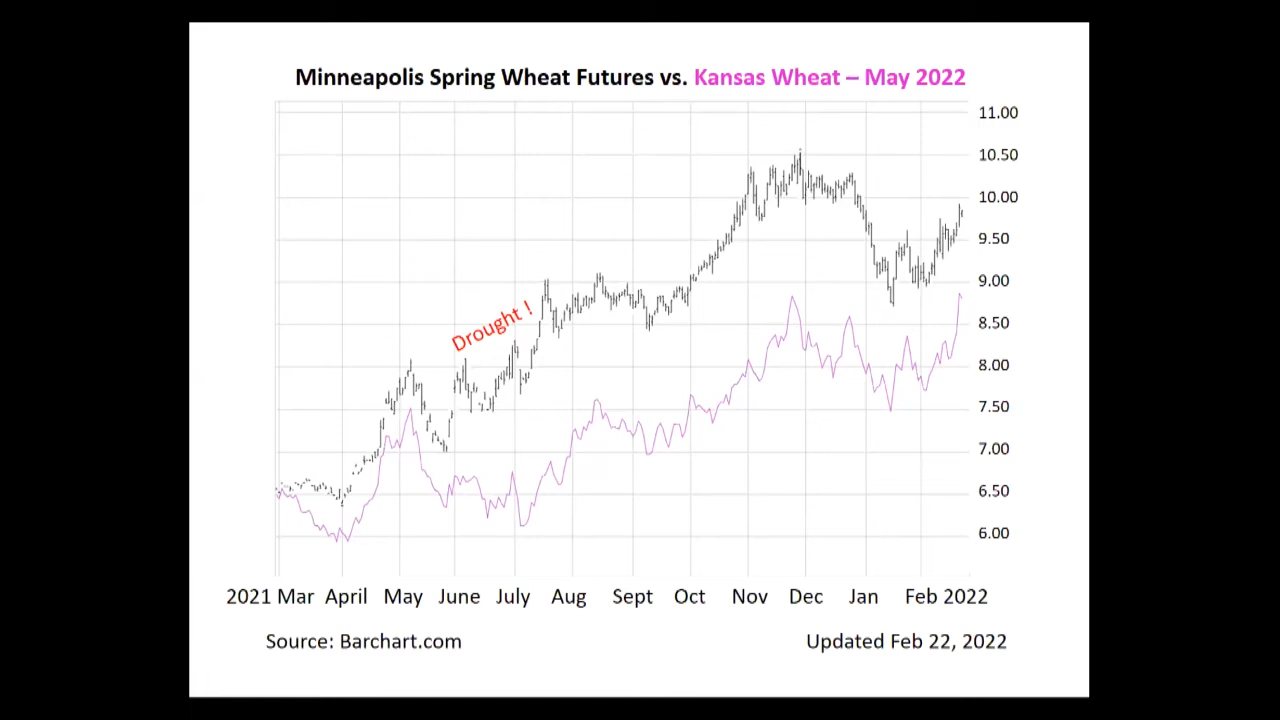 Minneapolis Spring Wheat Futures vs. Kansas Wheat – May 2022
11.00
10.50
10.00
9.50
Drought !
9.00
8.50
8.00
7.50
7.00
6.50
6.00
2021 Mar April May June July Aug Sept Oct Nov Dec Jan Feb 2022
Source: Barchart.com Updated Feb 22, 2022